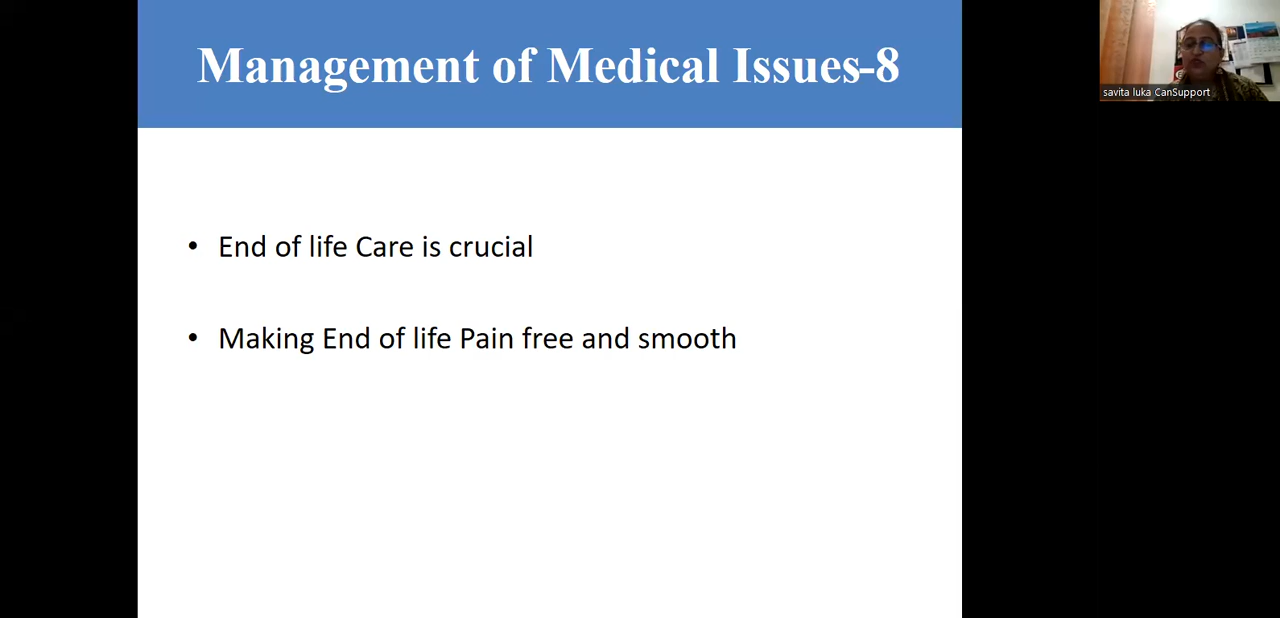 Management of Medical Issues-8
savita luka CanSupport
• End of life Care is crucial
• Making End of life Pain free and smooth